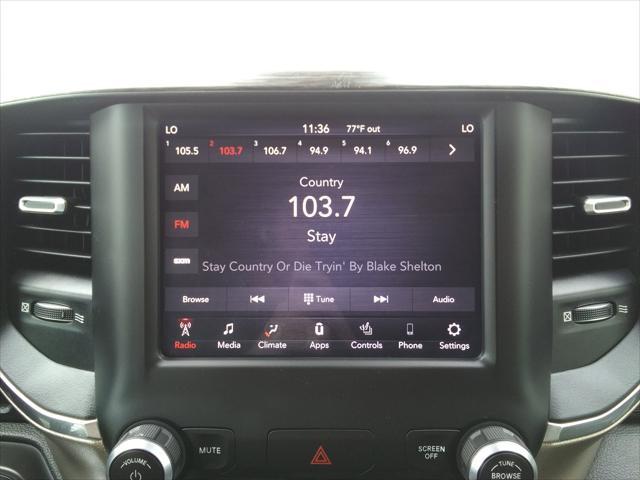 LO 11:36 77°F out LO
1 105.5 2 103.7 3 106.7 4 94.9 5 94.1 6 96.9
AM
Country
103.7
FM
Stay
sxm
Stay Country Or Die Tryin' By Blake Shelton
Browse Tune Audio
Radio Media Climate Apps Controls Phone Settings
VOLUME
MUTE
SCREEN
OFF
TUNE
BROWSE